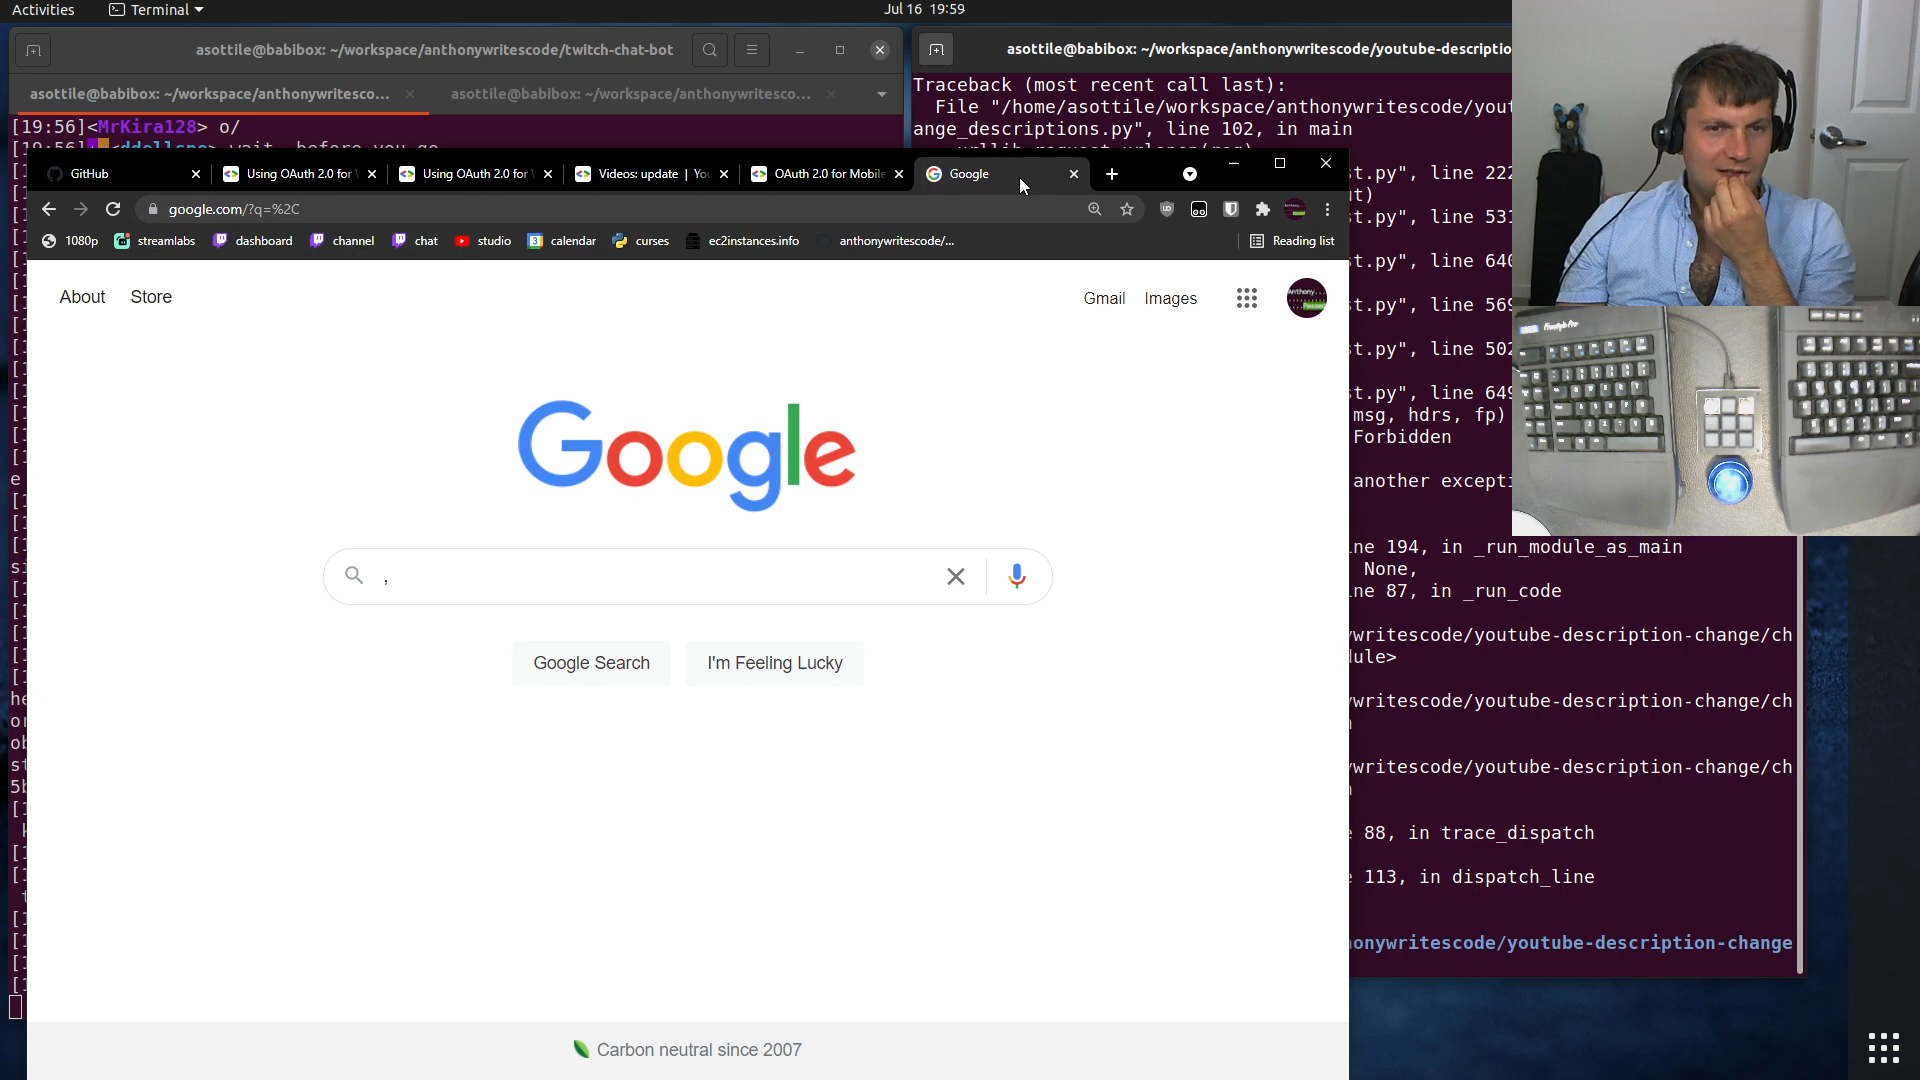 Activities
Terminal
Jul 16 19:59
asottile@babibox: ~/workspace/anthonywritescode/twitch-chat-bot
asottile@babibox: ~/workspace/anthonywritesco...
asottile@babibox: ~/workspace/anthonywritesco...
[19:56]<MrKira128> o/
asottile@babibox: ~/workspace/anthonywritescode/youtube-descriptio
Traceback (most recent call last):
File "/home/asottile/workspace/anthonywritescode/yout
ange_descriptions.py", line 102, in main
GitHub
Using OAuth 2.0 for
Using OAuth 2.0 for
Videos: update | Yo
OAuth 2.0 for Mobile
Google
google.com/?q=%2C
1080p
streamlabs
dashboard
channel
chat
studio
calendar
curses
ec2instances.info
anthonywritescode/...
Reading list
About
Store
Gmail
Images
Google
,
Google Search
I'm Feeling Lucky
Carbon neutral since 2007
t.py", line 222
t)
t.py", line 531
t.py", line 640
t.py", line 569
t.py", line 502
t.py", line 649
msg, hdrs, fp)
Forbidden
another excepti
ne 194, in _run_module_as_main
None,
ne 87, in _run_code
writescode/youtube-description-change/ch
ule>
writescode/youtube-description-change/ch
writescode/youtube-description-change/ch
88, in trace_dispatch
113, in dispatch_line
onywritescode/youtube-description-change
Freestyle Pro